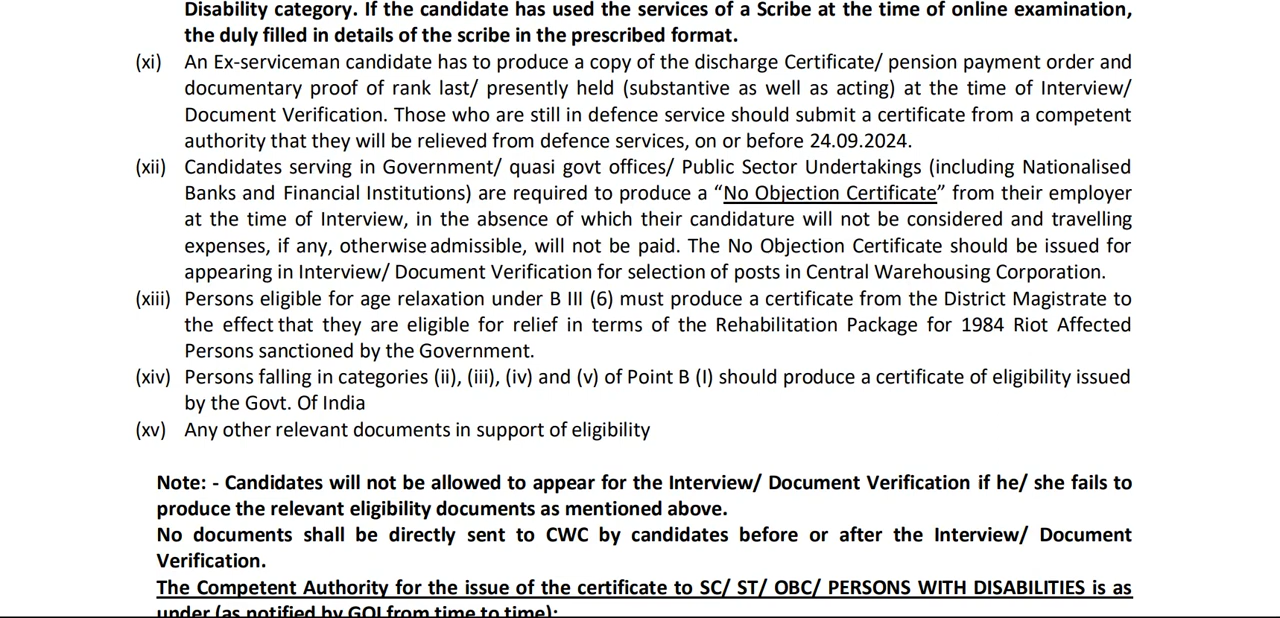 Disability category. If the candidate has used the services of a Scribe at the time of online examination,
the duly filled in details of the scribe in the prescribed format.
(xi) An Ex-serviceman candidate has to produce a copy of the discharge Certificate/ pension payment order and
documentary proof of rank last/ presently held (substantive as well as acting) at the time of Interview/
Document Verification. Those who are still in defence service should submit a certificate from a competent
authority that they will be relieved from defence services, on or before 24.09.2024.
(xii) Candidates serving in Government/ quasi govt offices/ Public Sector Undertakings (including Nationalised
Banks and Financial Institutions) are required to produce a “No Objection Certificate” from their employer
at the time of Interview, in the absence of which their candidature will not be considered and travelling
expenses, if any, otherwise admissible, will not be paid. The No Objection Certificate should be issued for
appearing in Interview/ Document Verification for selection of posts in Central Warehousing Corporation.
(xiii) Persons eligible for age relaxation under B III (6) must produce a certificate from the District Magistrate to
the effect that they are eligible for relief in terms of the Rehabilitation Package for 1984 Riot Affected
Persons sanctioned by the Government.
(xiv) Persons falling in categories (ii), (iii), (iv) and (v) of Point B (I) should produce a certificate of eligibility issued
by the Govt. Of India
(xv) Any other relevant documents in support of eligibility
Note: - Candidates will not be allowed to appear for the Interview/ Document Verification if he/ she fails to
produce the relevant eligibility documents as mentioned above.
No documents shall be directly sent to CWC by candidates before or after the Interview/ Document
Verification.
The Competent Authority for the issue of the certificate to SC/ ST/ OBC/ PERSONS WITH DISABILITIES is as
under (as notified by GOI from time to time):